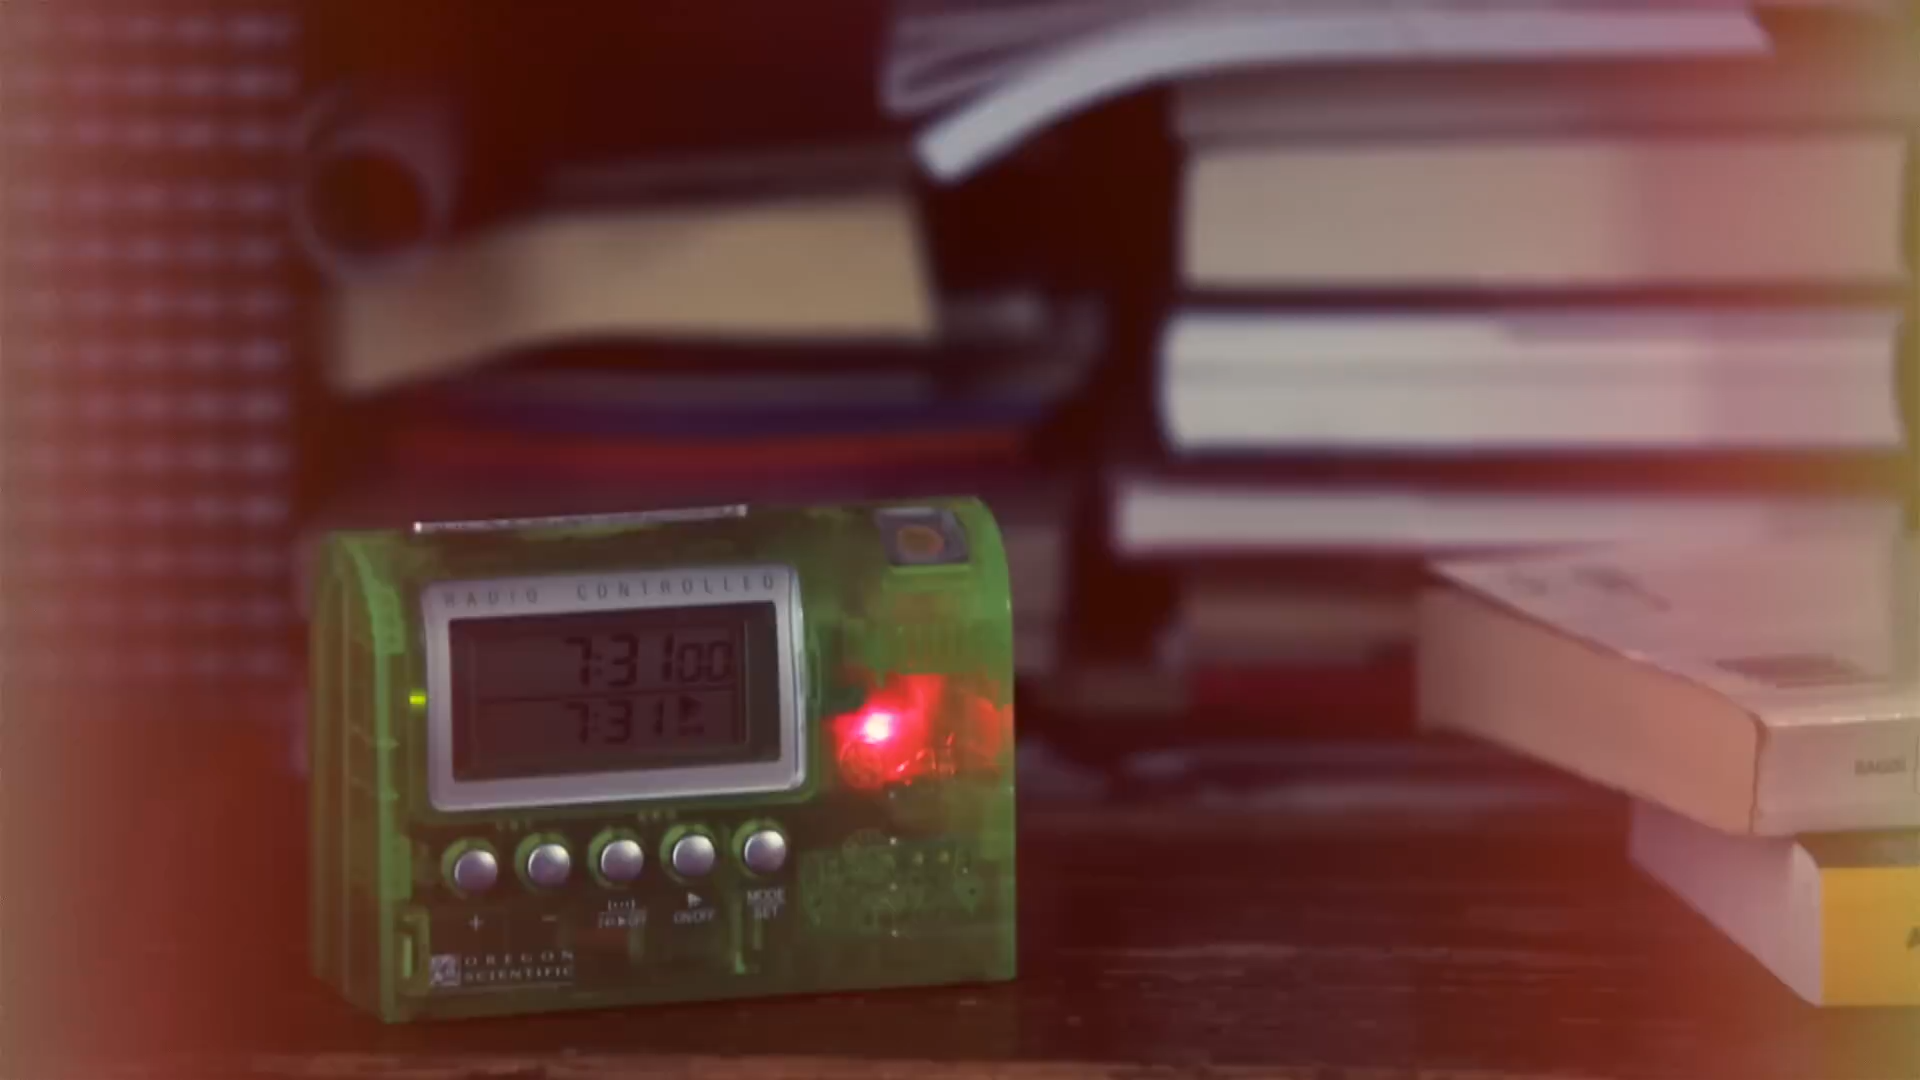 RADIO CONTROLLED
7:31 00
7:31
+
-
ON/OFF
MODE
SET
OREGON
SCIENTIFIC